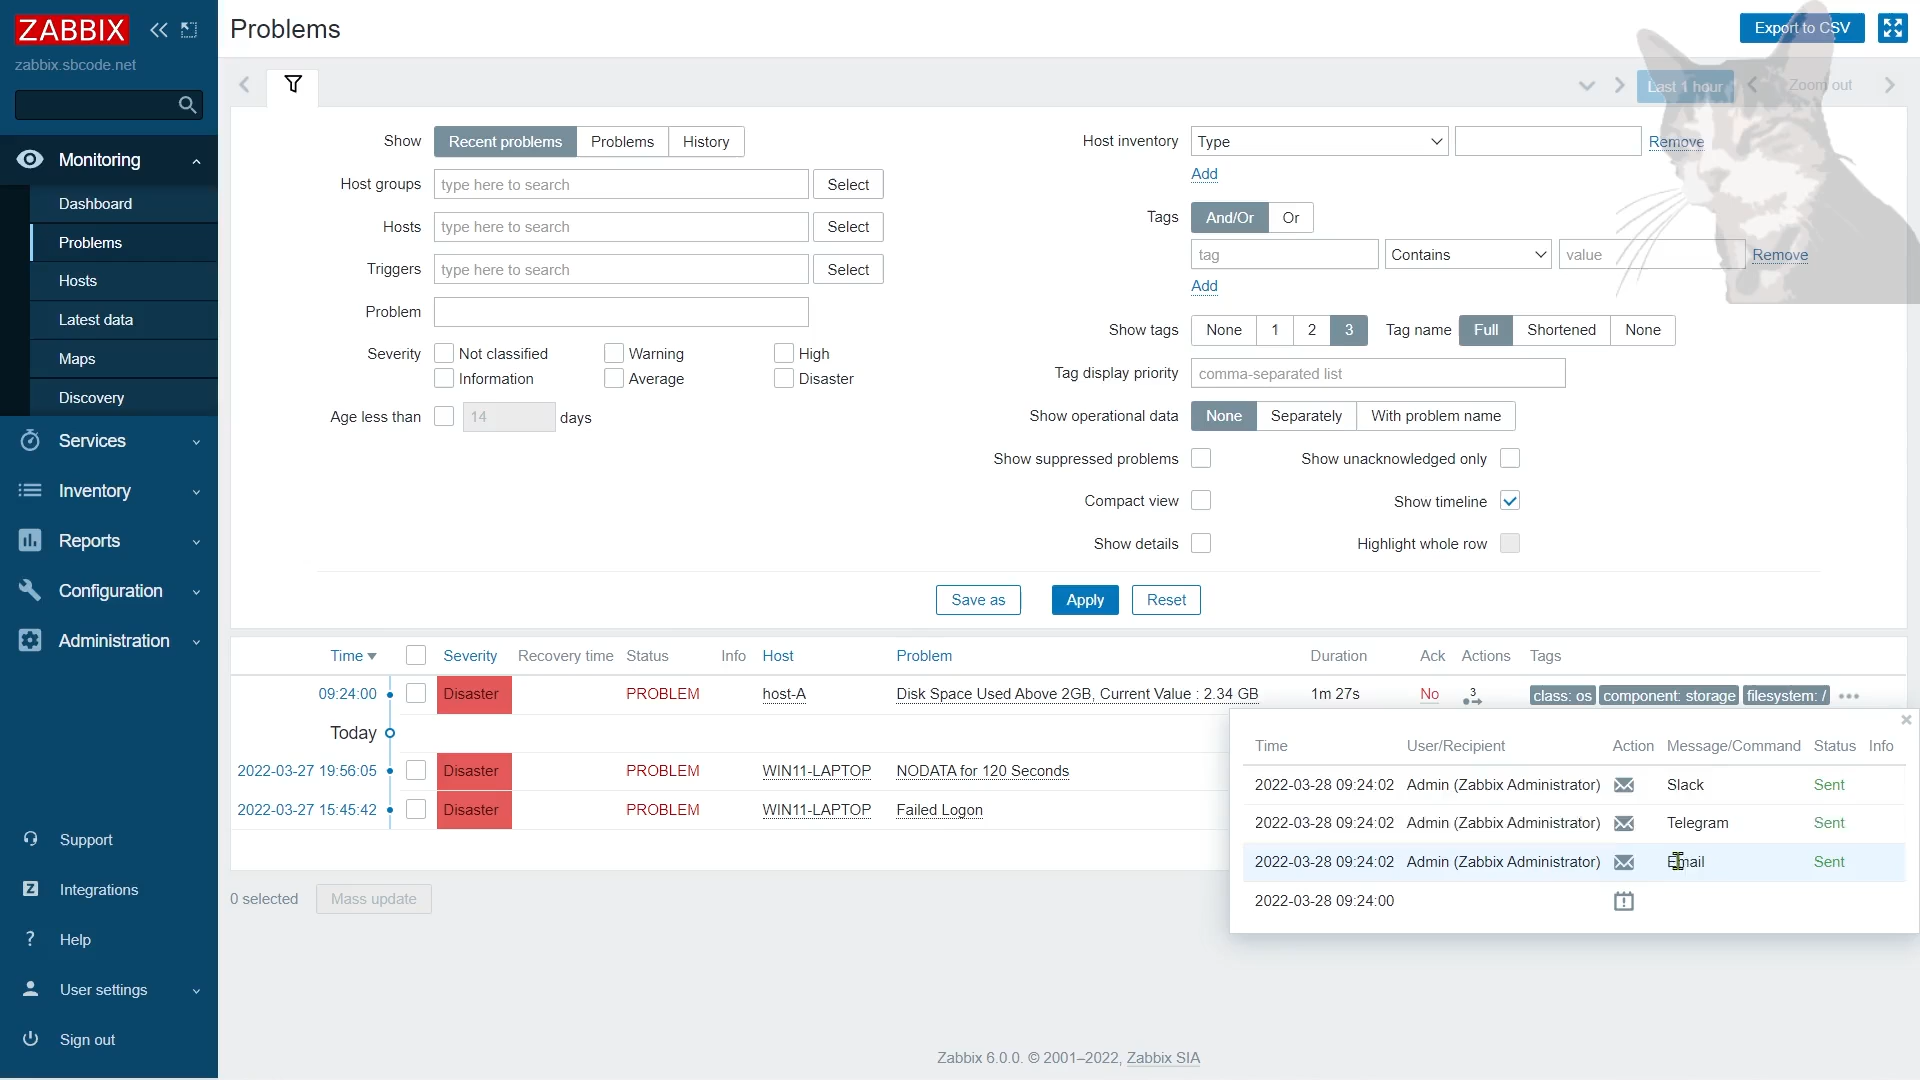 ZABBIX
zabbix.sbcode.net
Monitoring
Dashboard
Problems
Hosts
Latest data
Maps
Discovery
Services
Inventory
Reports
Configuration
Administration
Support
Integrations
Help
User settings
Sign out
Problems
Export to CSV
Last 1 hour
Zoom out
Show Recent problems Problems History
Host groups type here to search Select
Hosts type here to search Select
Triggers type here to search Select
Problem
Severity Not classified Warning High
Information Average Disaster
Age less than 14 days
Host inventory Type Remove
Add
Tags And/Or Or
tag Contains value Remove
Add
Show tags None 1 2 3 Tag name Full Shortened None
Tag display priority comma-separated list
Show operational data None Separately With problem name
Show suppressed problems Show unacknowledged only
Compact view Show timeline
Show details Highlight whole row
Save as Apply Reset
Time Severity Recovery time Status Info Host Problem Duration Ack Actions Tags
09:24:00 Disaster PROBLEM host-A Disk Space Used Above 2GB, Current Value : 2.34 GB 1m 27s No 3 class: os component: storage filesystem: /
Today
2022-03-27 19:56:05 Disaster PROBLEM WIN11-LAPTOP NODATA for 120 Seconds
2022-03-27 15:45:42 Disaster PROBLEM WIN11-LAPTOP Failed Logon
Time User/Recipient Action Message/Command Status Info
2022-03-28 09:24:02 Admin (Zabbix Administrator) Slack Sent
2022-03-28 09:24:02 Admin (Zabbix Administrator) Telegram Sent
2022-03-28 09:24:02 Admin (Zabbix Administrator) Email Sent
2022-03-28 09:24:00
0 selected Mass update
Zabbix 6.0.0. © 2001–2022, Zabbix SIA